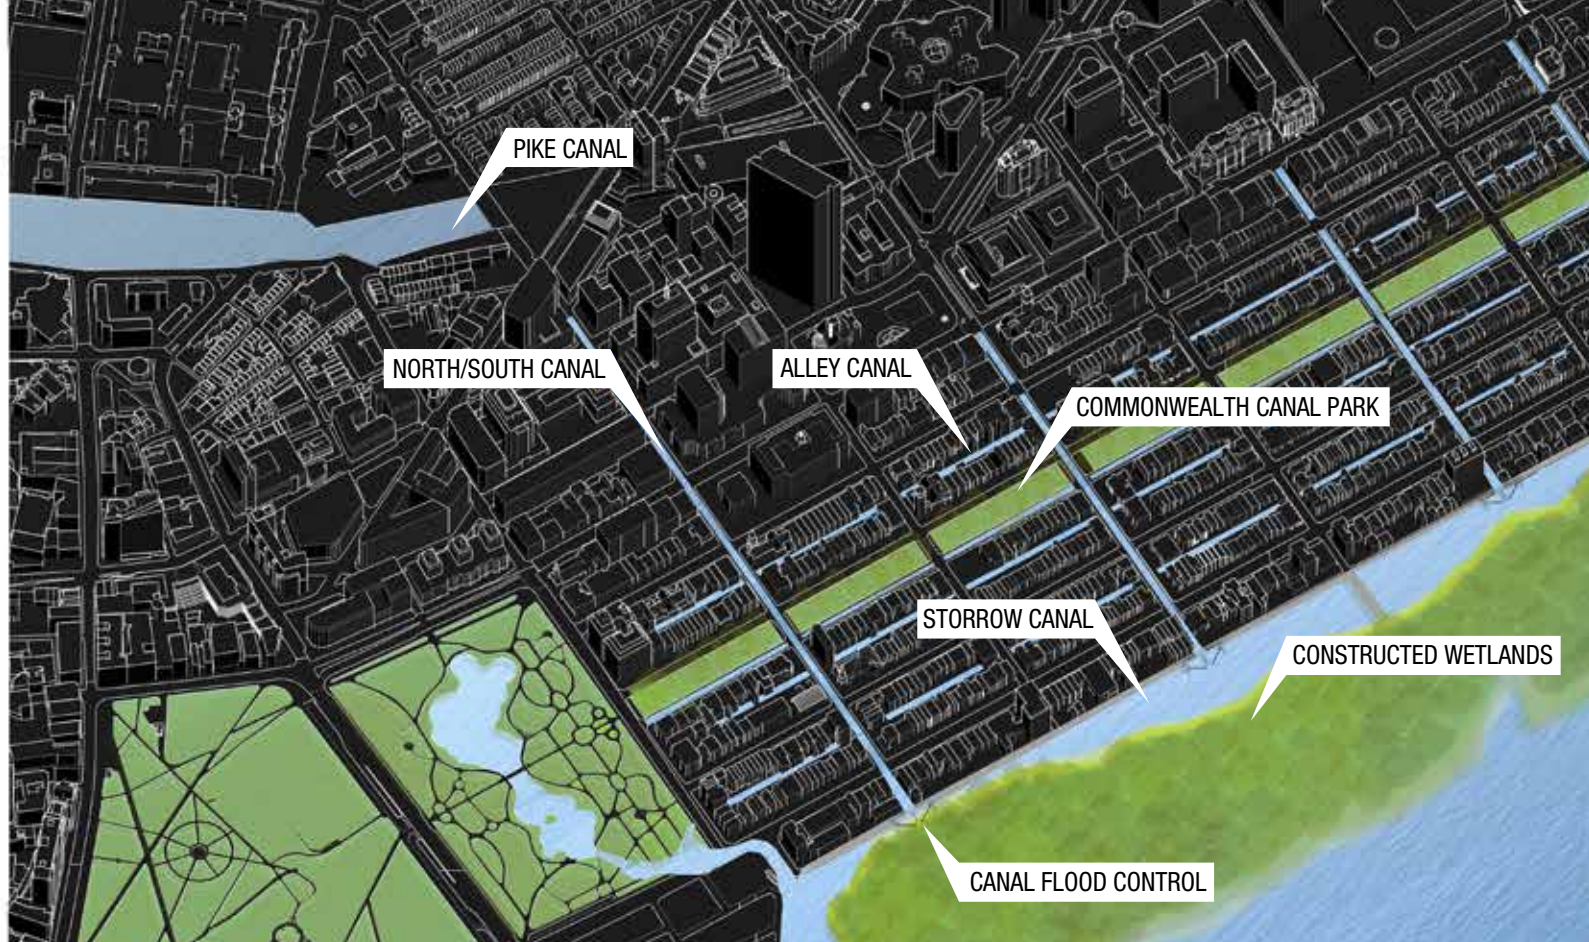 PIKE CANAL
NORTH/SOUTH CANAL
ALLEY CANAL
COMMONWEALTH CANAL PARK
STORROW CANAL
CONSTRUCTED WETLANDS
CANAL FLOOD CONTROL